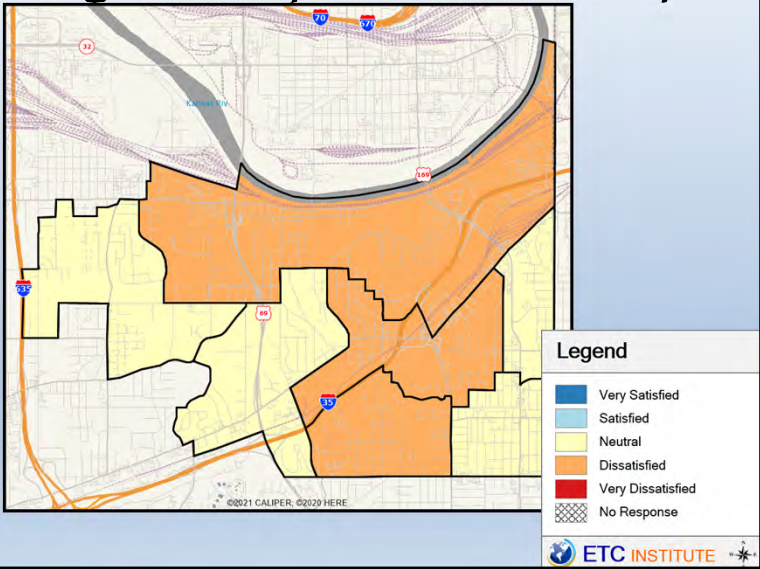 70
670
32
Kansas Riv
169
635
69
35
©2021 CALIPER; ©2020 HERE
Legend
Very Satisfied
Satisfied
Neutral
Dissatisfied
Very Dissatisfied
No Response
ETC INSTITUTE